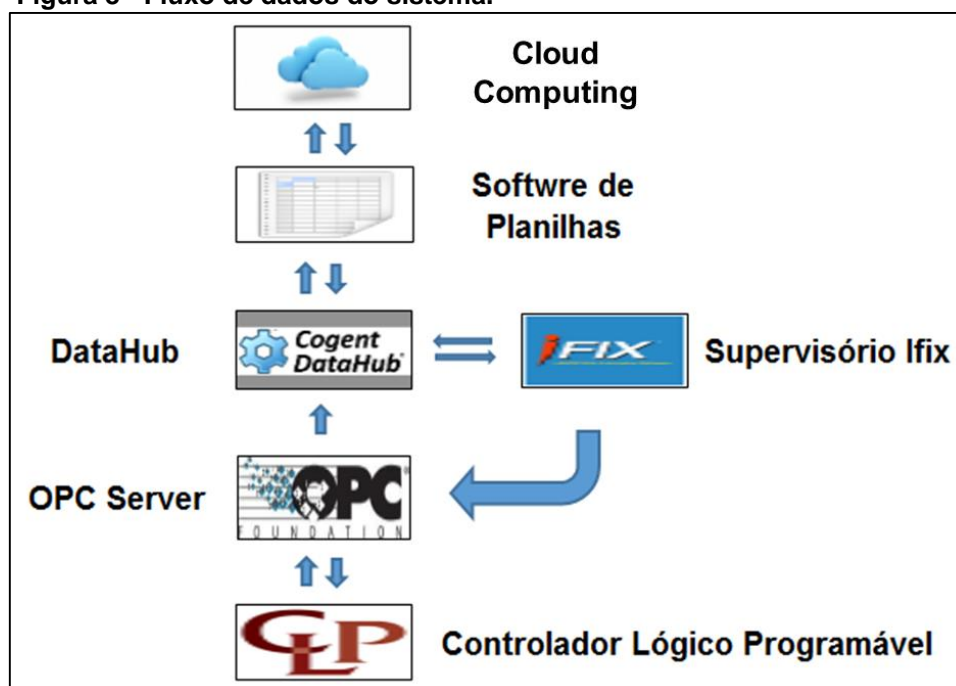 Figura 3 - Fluxo de dados do sistema.
Cloud
Computing
Softwre de
Planilhas
DataHub
Cogent
DataHub
iFIX
Supervisório Ifix
OPC Server
OPC
FOUNDATION
CLP
Controlador Lógico Programável